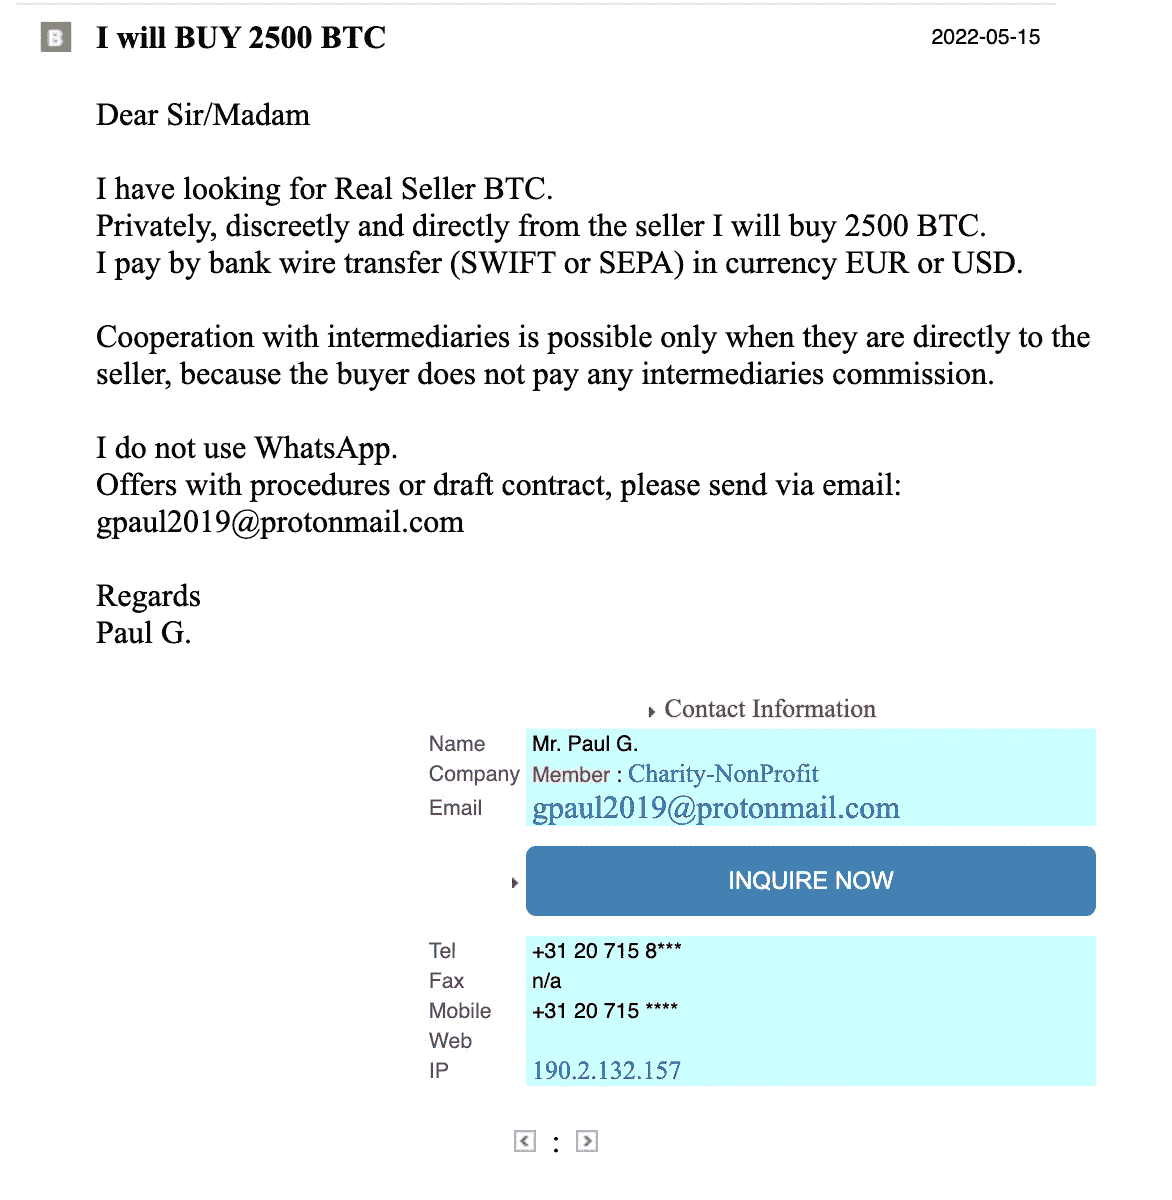 B I will BUY 2500 BTC 2022-05-15
Dear Sir/Madam
I have looking for Real Seller BTC.
Privately, discreetly and directly from the seller I will buy 2500 BTC.
I pay by bank wire transfer (SWIFT or SEPA) in currency EUR or USD.
Cooperation with intermediaries is possible only when they are directly to the
seller, because the buyer does not pay any intermediaries commission.
I do not use WhatsApp.
Offers with procedures or draft contract, please send via email:
gpaul2019@protonmail.com
Regards
Paul G.
Contact Information
Name Mr. Paul G.
Company Member : Charity-NonProfit
Email gpaul2019@protonmail.com
INQUIRE NOW
Tel +31 20 715 8***
Fax n/a
Mobile +31 20 715 ****
Web
IP 190.2.132.157
: